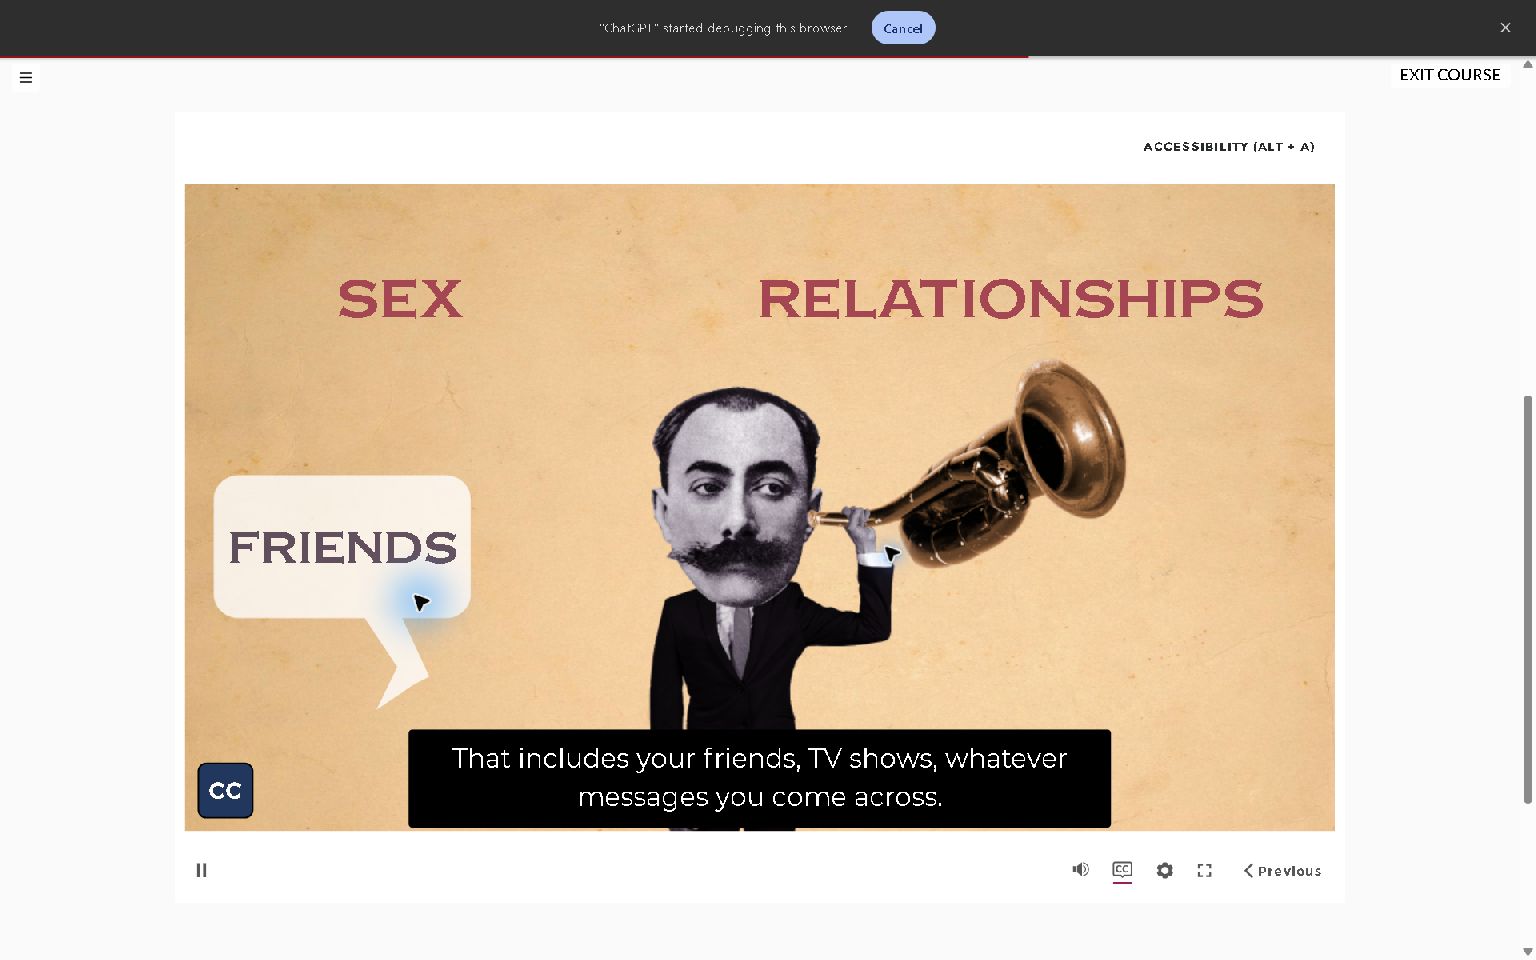 "ChatGPT" started debugging this browser
Cancel
EXIT COURSE
ACCESSIBILITY (ALT + A)
SEX
RELATIONSHIPS
FRIENDS
That includes your friends, TV shows, whatever
messages you come across.
CC
CC
Previous